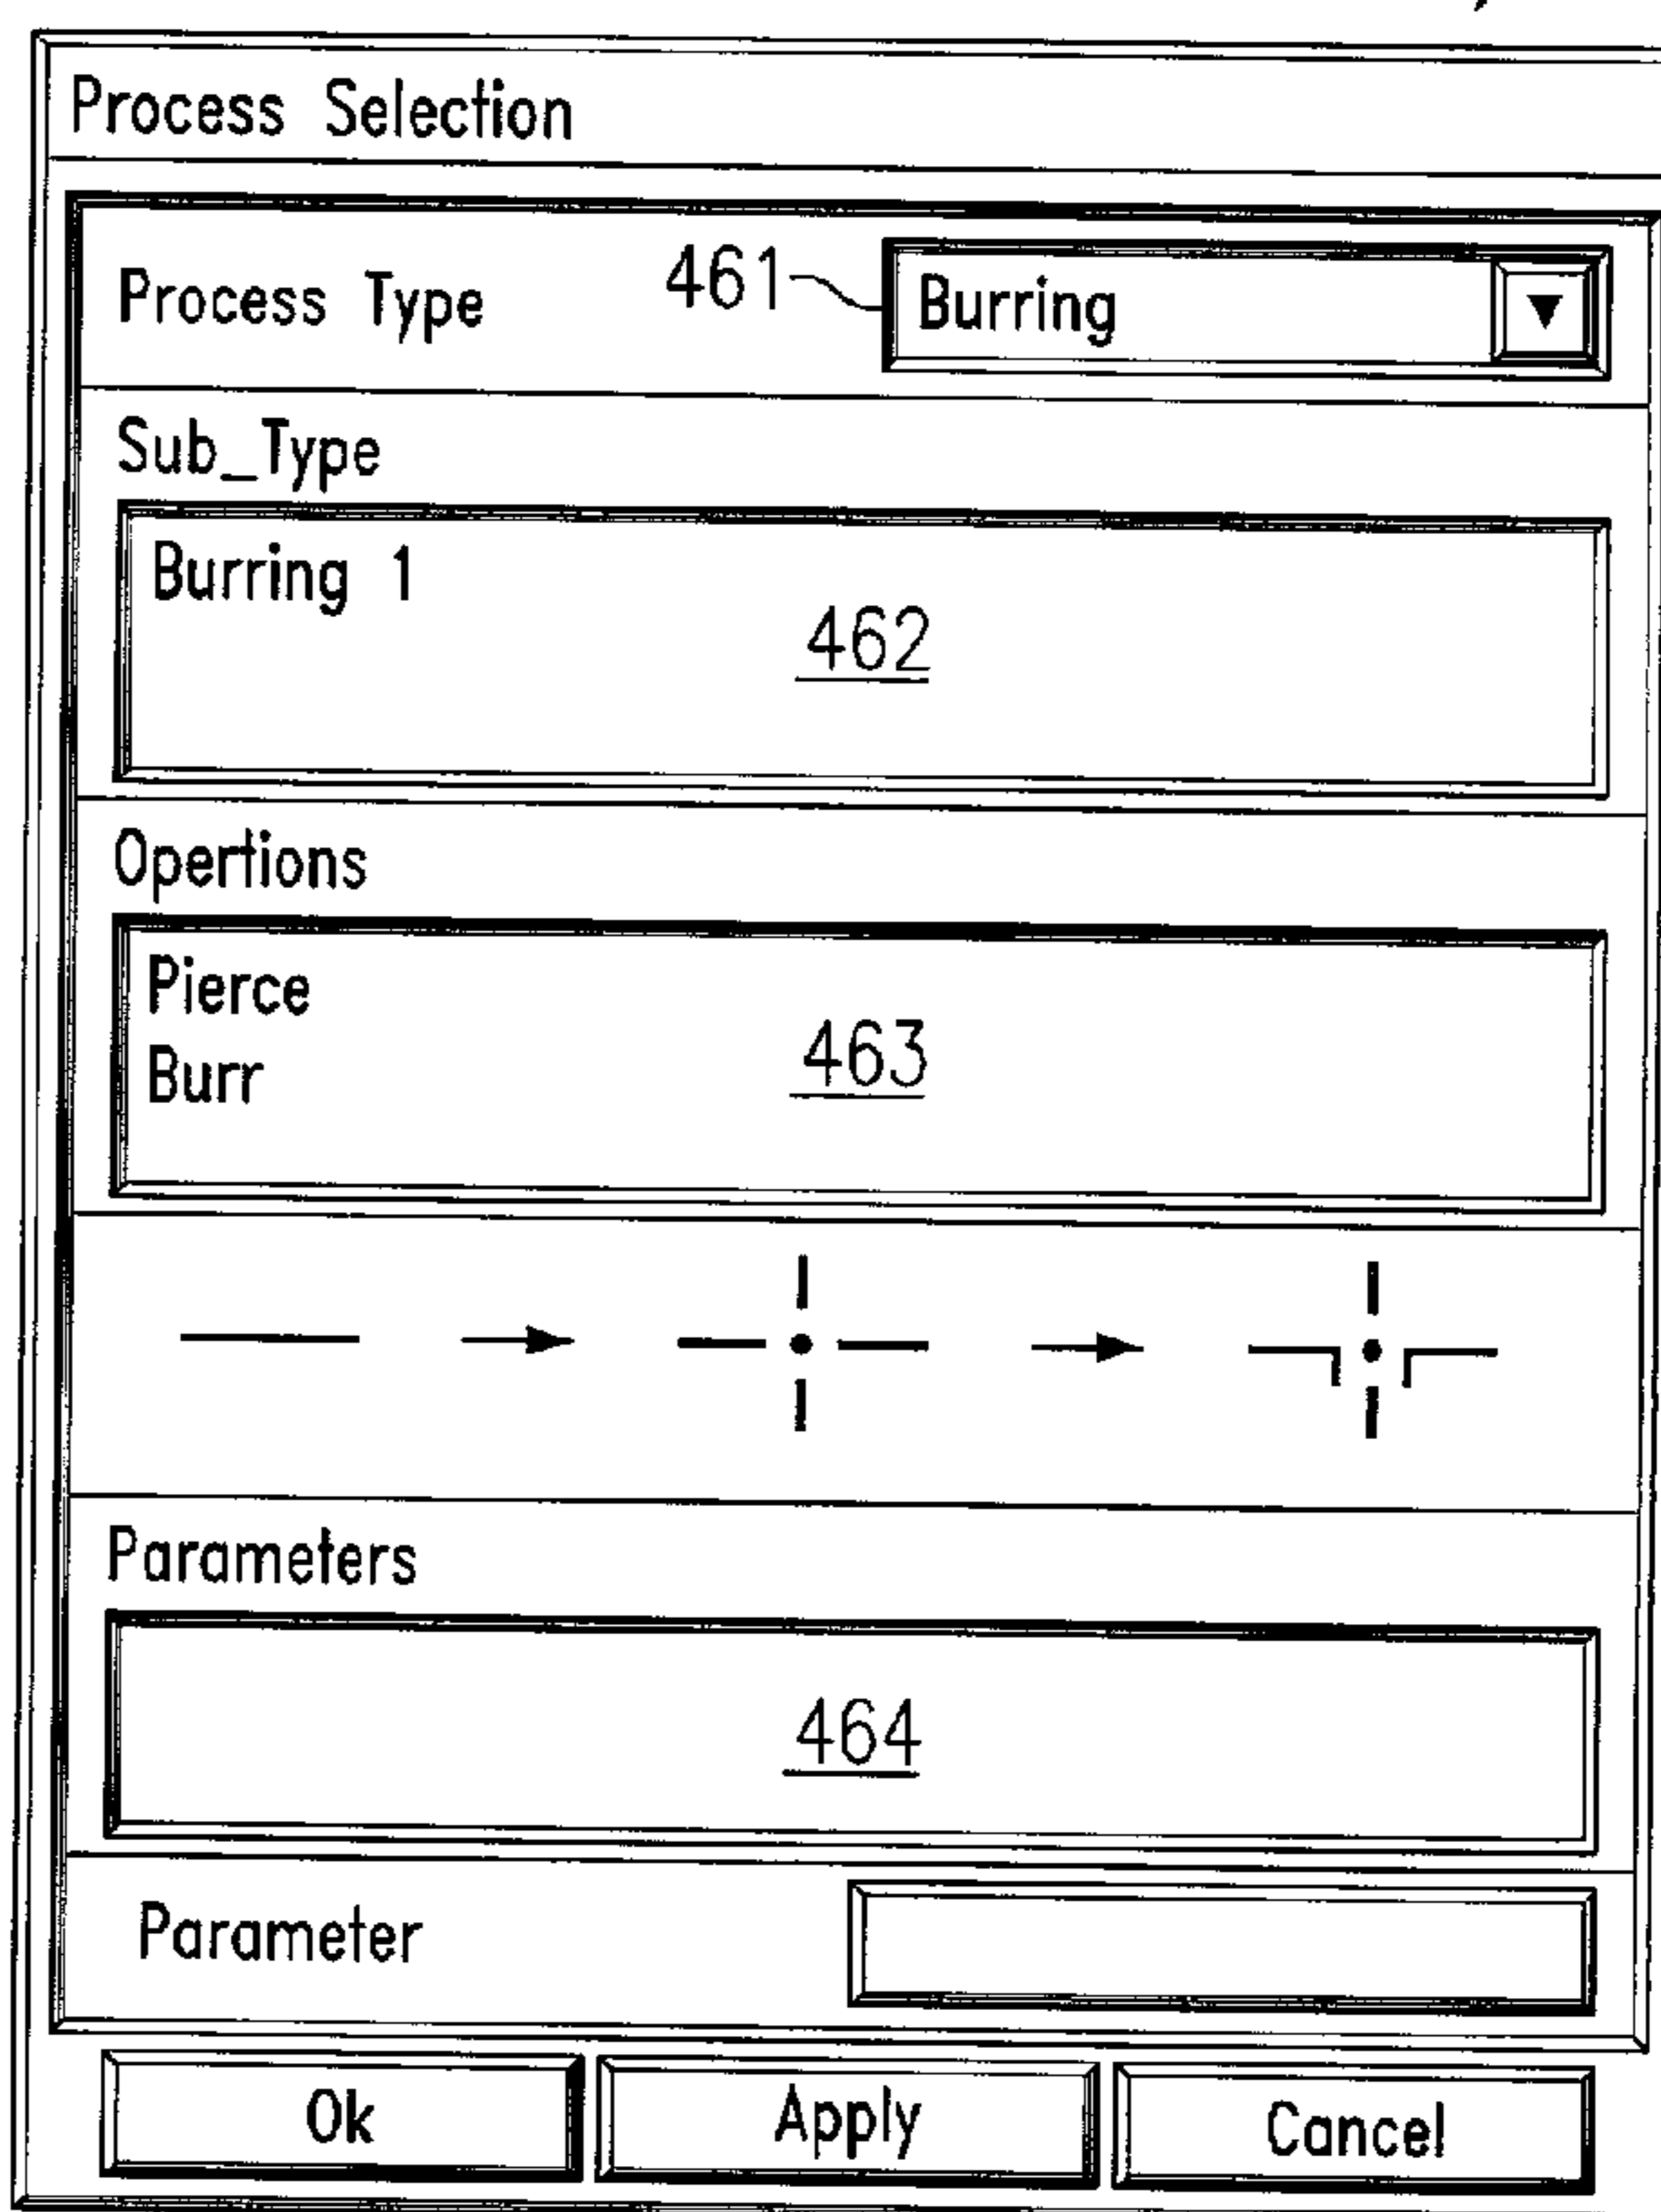 Process Selection
Process Type 461 Burring
Sub_Type
Burring 1
462
Opertions
Pierce
463
Burr
Parameters
464
Parameter
Ok Apply Cancel